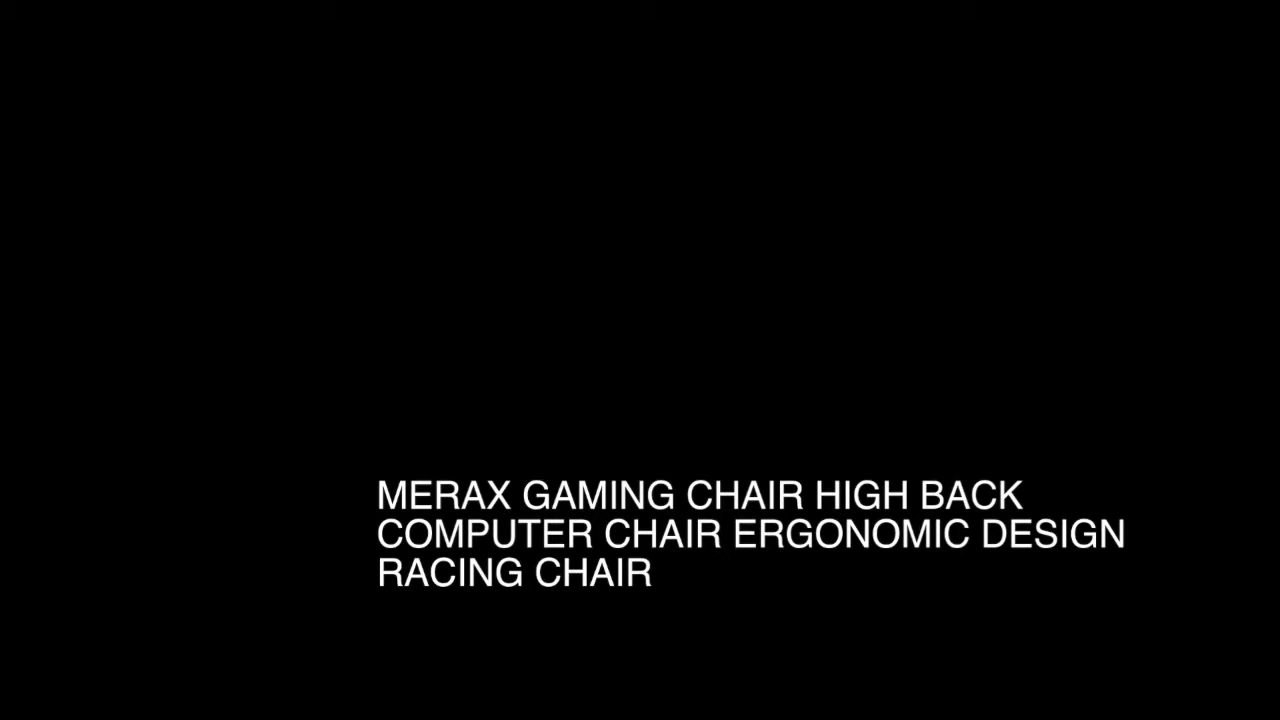 MERAX GAMING CHAIR HIGH BACK
COMPUTER CHAIR ERGONOMIC DESIGN
RACING CHAIR